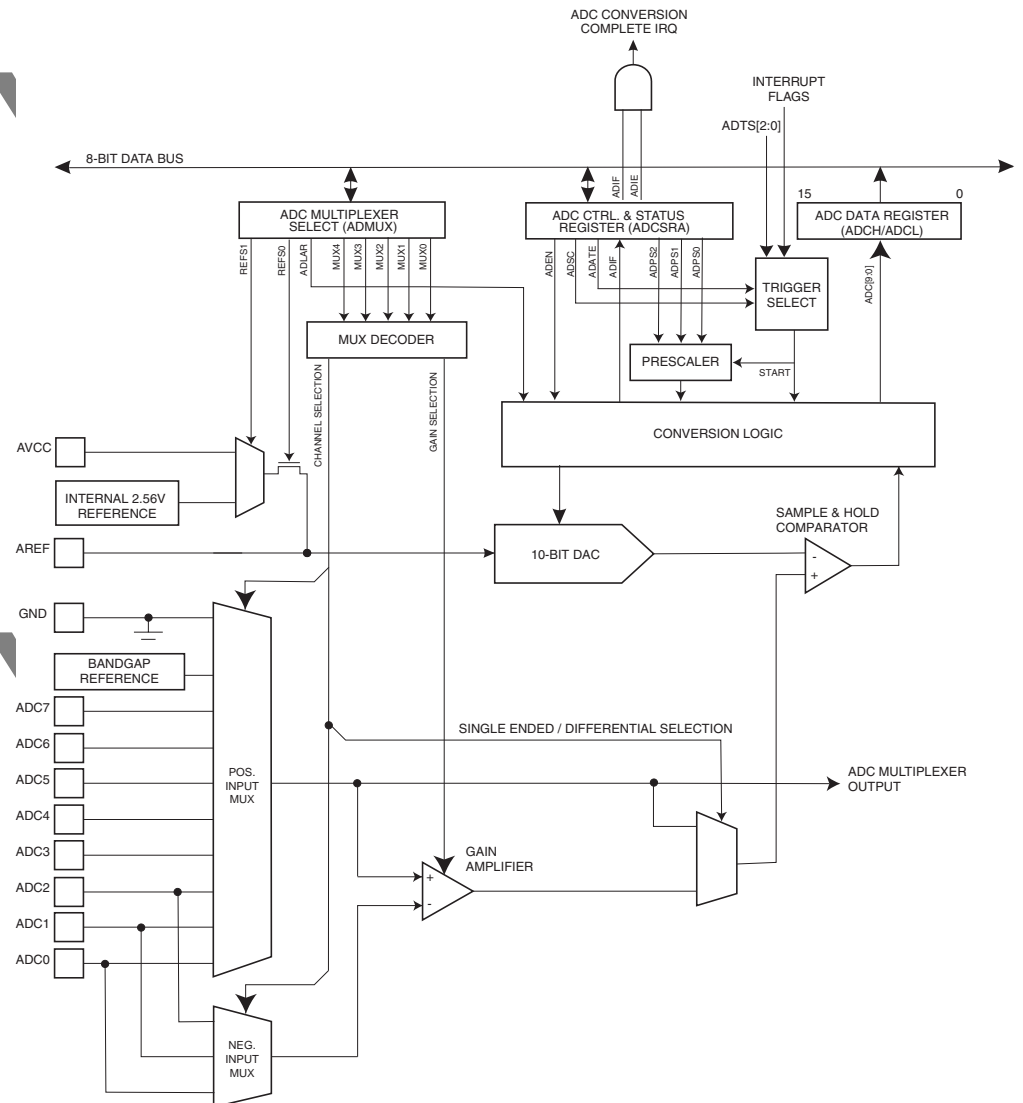 ADC CONVERSION
COMPLETE IRQ
INTERRUPT
FLAGS
ADTS[2:0]
8-BIT DATA BUS
ADIF
ADIE
15
0
ADC MULTIPLEXER
SELECT (ADMUX)
ADC CTRL. & STATUS
REGISTER (ADCSRA)
ADC DATA REGISTER
(ADCH/ADCL)
REFS1
REFS0
ADLAR
MUX4
MUX3
MUX2
MUX1
MUX0
ADEN
ADSC
ADATE
ADIF
ADPS2
ADPS1
ADPS0
ADC[9:0]
TRIGGER
SELECT
MUX DECODER
PRESCALER
START
CHANNEL SELECTION
GAIN SELECTION
CONVERSION LOGIC
AVCC
INTERNAL 2.56V
REFERENCE
SAMPLE & HOLD
COMPARATOR
AREF
10-BIT DAC
-
+
GND
BANDGAP
REFERENCE
ADC7
SINGLE ENDED / DIFFERENTIAL SELECTION
ADC6
ADC5
POS.
INPUT
MUX
ADC MULTIPLEXER
OUTPUT
ADC4
ADC3
GAIN
AMPLIFIER
+
-
ADC2
ADC1
ADC0
NEG.
INPUT
MUX